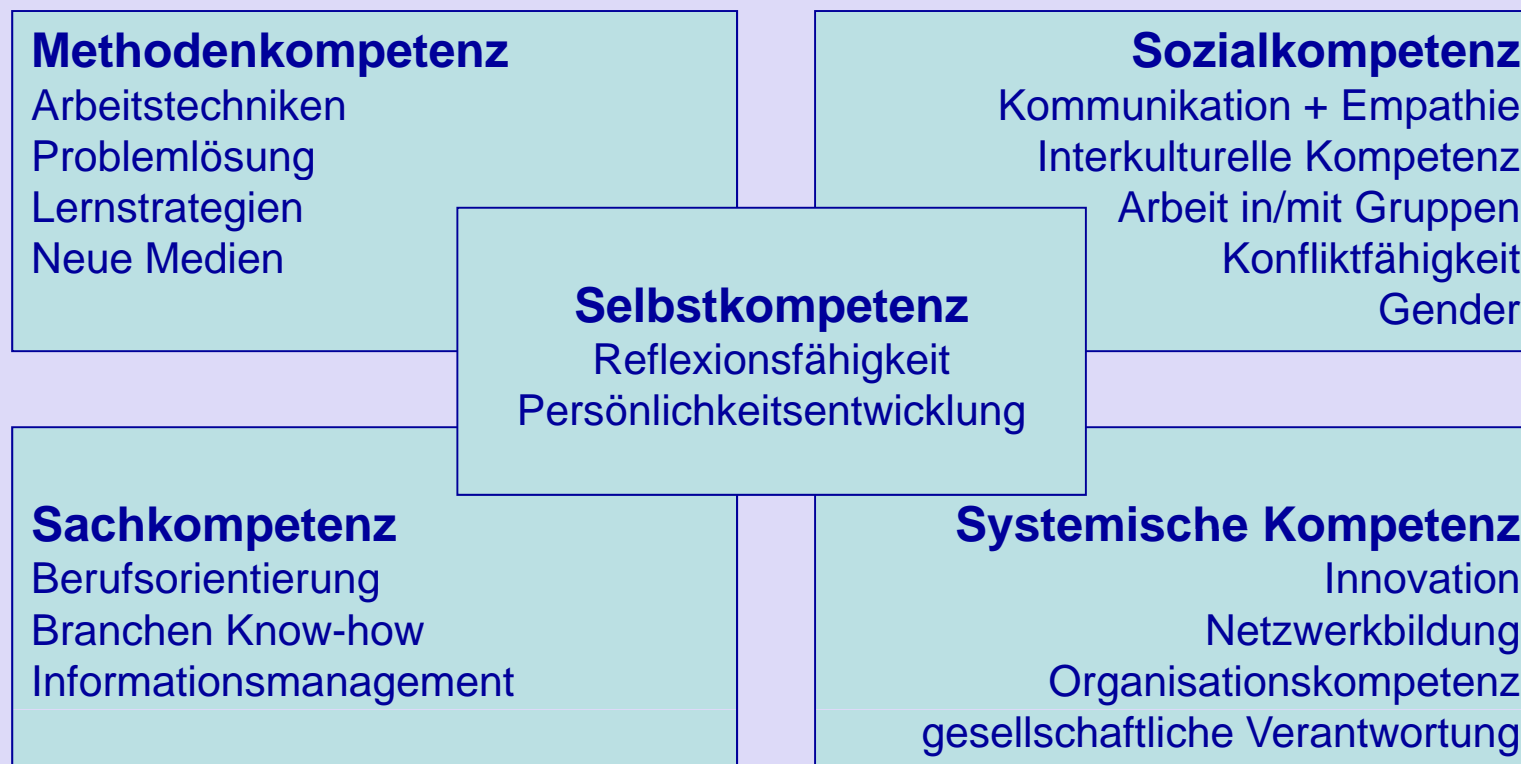 Methodenkompetenz
Arbeitstechniken
Problemlösung
Lernstrategien
Neue Medien
Sozialkompetenz
Kommunikation + Empathie
Interkulturelle Kompetenz
Arbeit in/mit Gruppen
Konfliktfähigkeit
Gender
Selbstkompetenz
Reflexionsfähigkeit
Persönlichkeitsentwicklung
Sachkompetenz
Berufsorientierung
Branchen Know-how
Informationsmanagement
Systemische Kompetenz
Innovation
Netzwerkbildung
Organisationskompetenz
gesellschaftliche Verantwortung